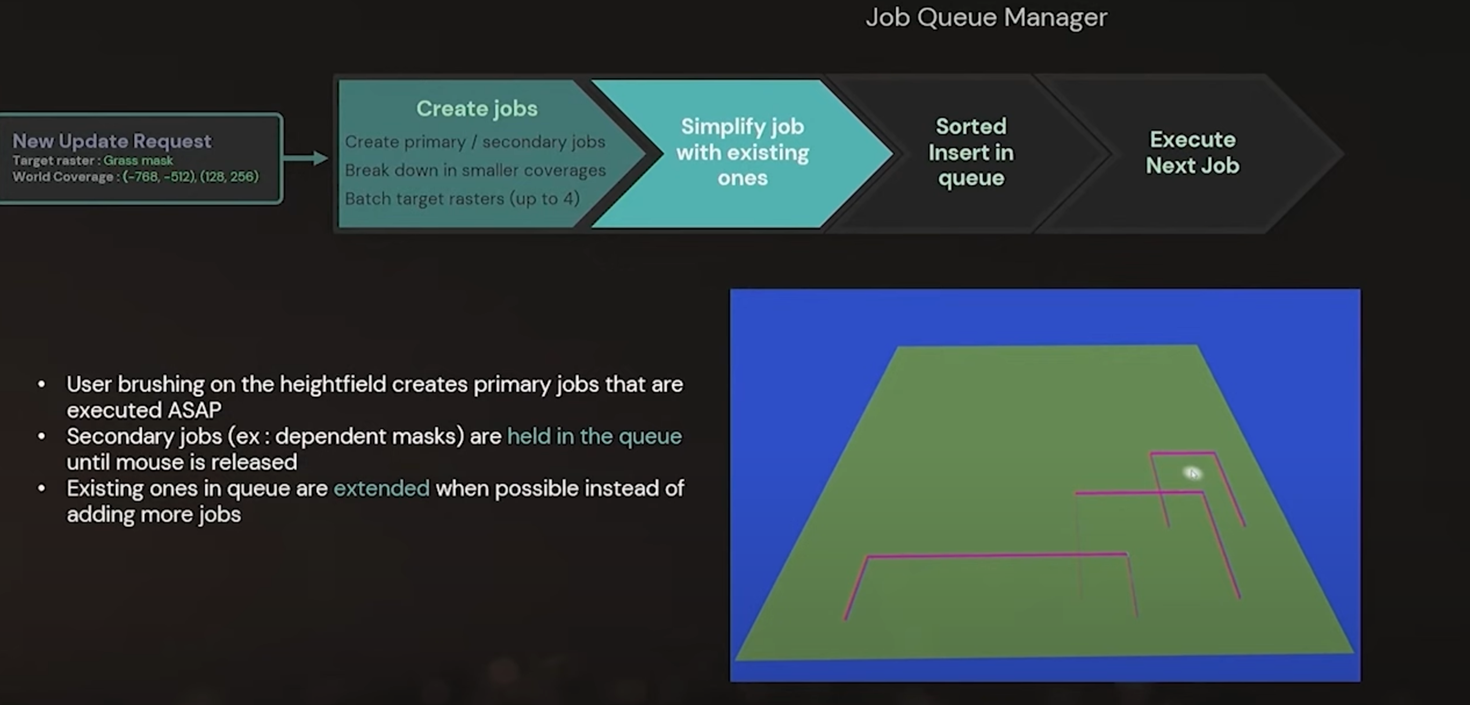 Job Queue Manager
New Update Request
Target raster : Grass mask
World Coverage : (-768, -512), (128, 256)
Create jobs
Create primary / secondary jobs
Break down in smaller coverages
Batch target rasters (up to 4)
Simplify job
with existing
ones
Sorted
Insert in
queue
Execute
Next Job
• User brushing on the heightfield creates primary jobs that are
executed ASAP
• Secondary jobs (ex : dependent masks) are held in the queue
until mouse is released
• Existing ones in queue are extended when possible instead of
adding more jobs